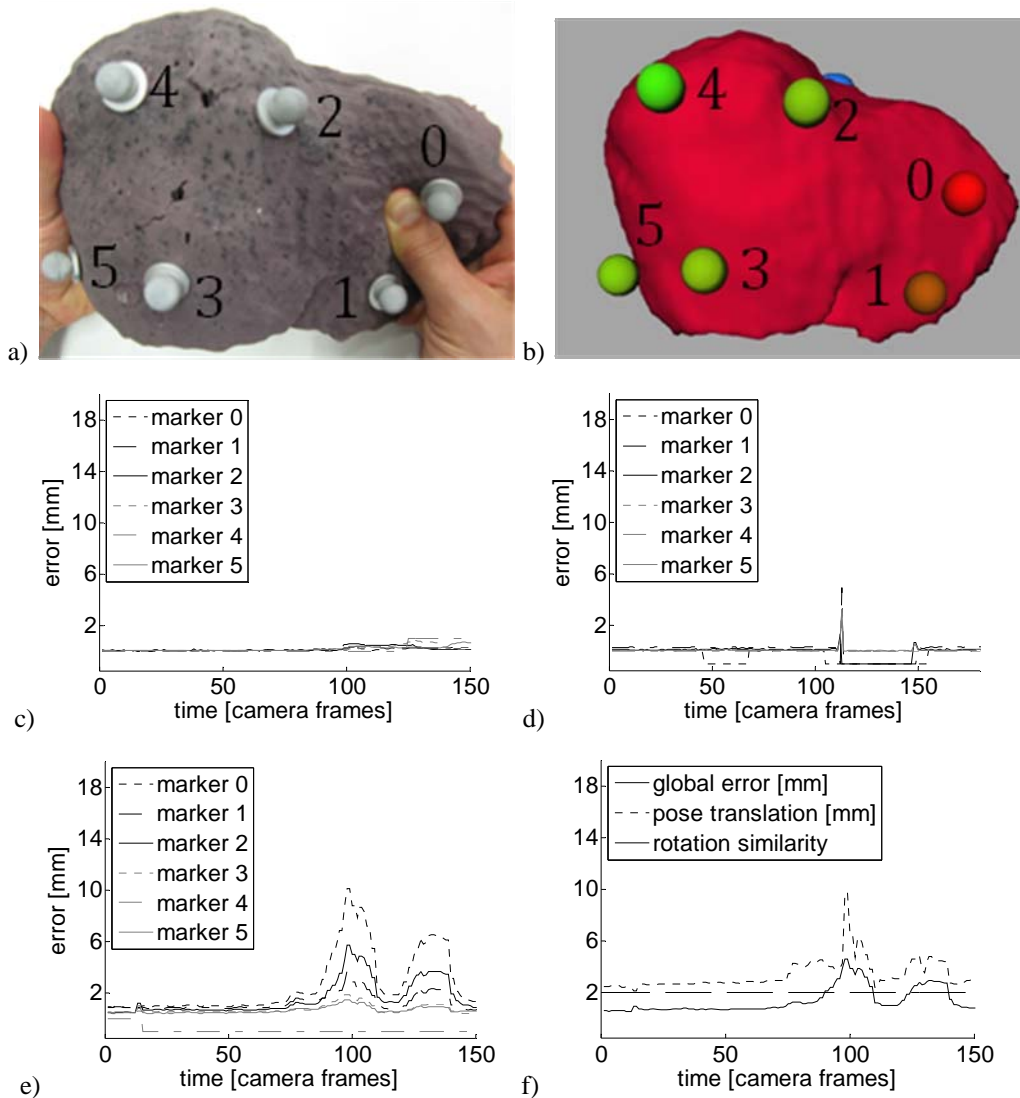 4
2
0
5
3
1
a)
4
2
0
5
3
1
b)
18
14
10
6
2
error [mm]
marker 0
marker 1
marker 2
marker 3
marker 4
marker 5
0 50 100 150
time [camera frames]
c)
18
14
10
6
2
error [mm]
marker 0
marker 1
marker 2
marker 3
marker 4
marker 5
0 50 100 150
time [camera frames]
d)
18
14
10
6
2
error [mm]
marker 0
marker 1
marker 2
marker 3
marker 4
marker 5
0 50 100 150
time [camera frames]
e)
18
14
10
6
2
global error [mm]
pose translation [mm]
rotation similarity
0 50 100 150
time [camera frames]
f)